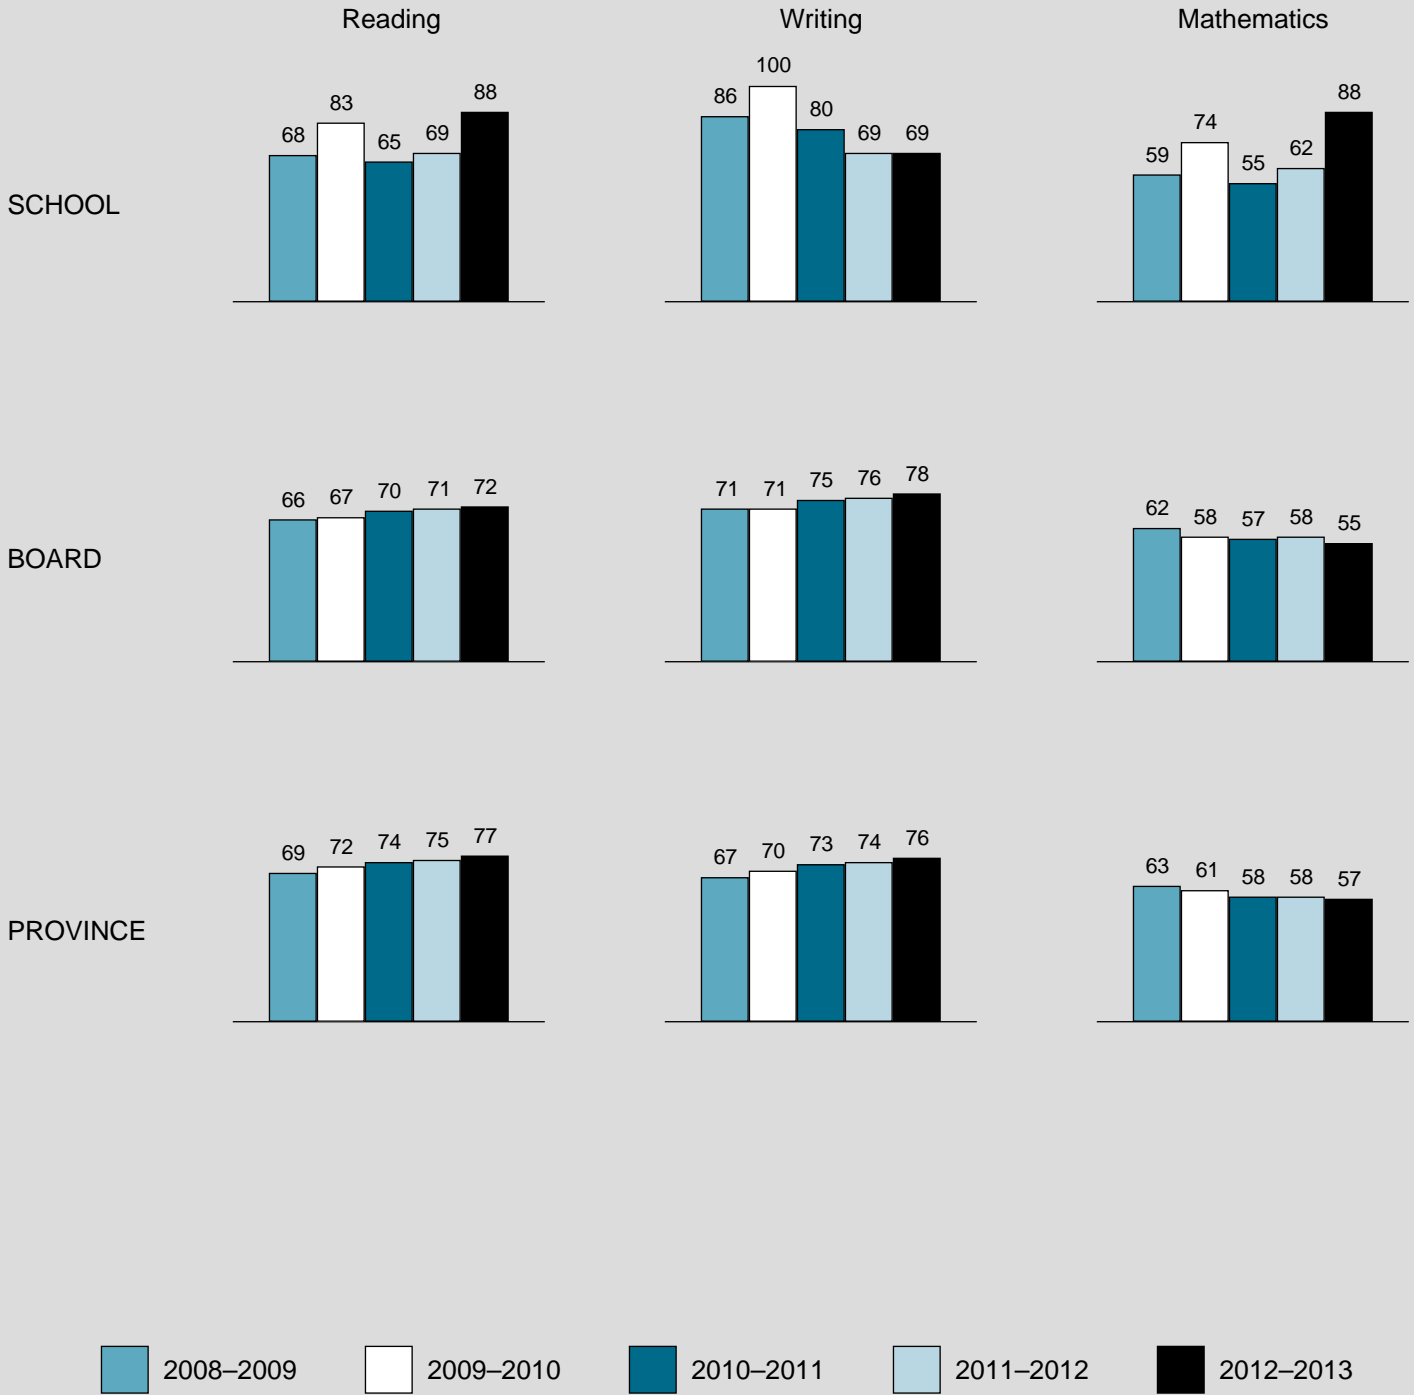 Reading Writing Mathematics
68 83 65 69 88
86 100 80 69 69
59 74 55 62 88
SCHOOL
66 67 70 71 72
71 71 75 76 78
62 58 57 58 55
BOARD
69 72 74 75 77
67 70 73 74 76
63 61 58 58 57
PROVINCE
2008–2009 2009–2010 2010–2011 2011–2012 2012–2013